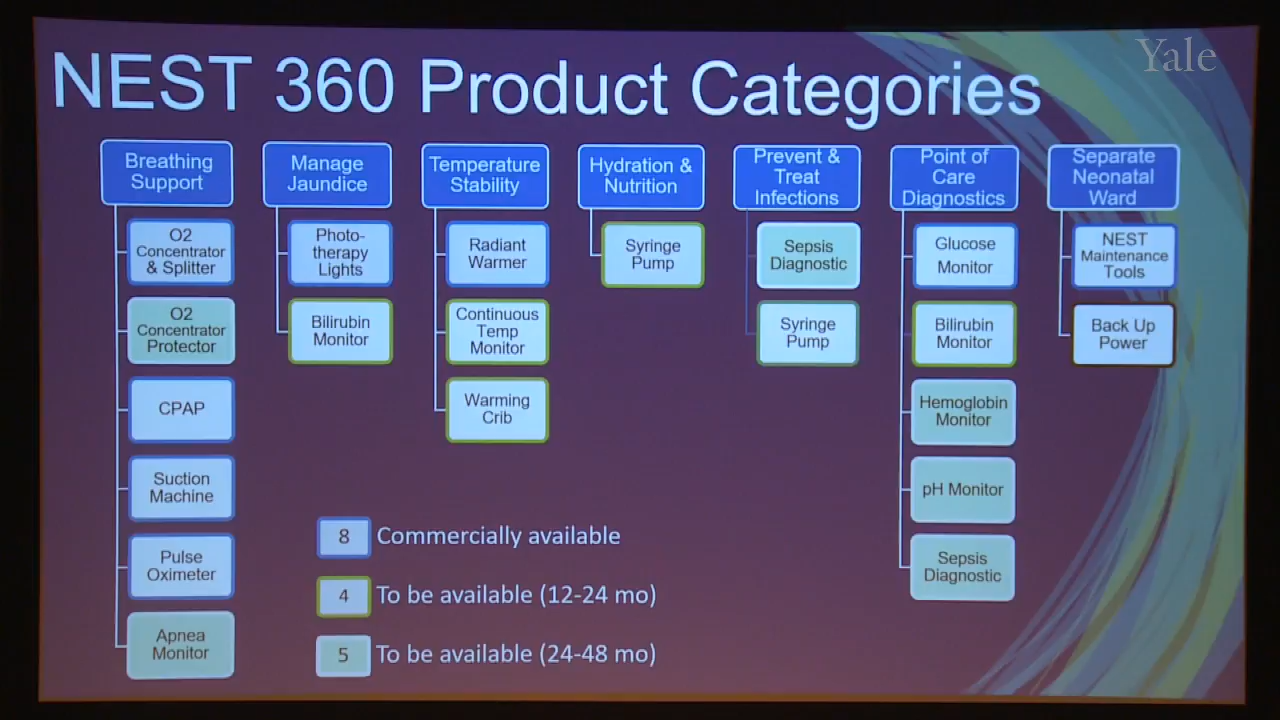 NEST 360 Product Categories
Yale
Breathing
Support
O2
Concentrator
& Splitter
O2
Concentrator
Protector
CPAP
Suction
Machine
Pulse
Oximeter
Apnea
Monitor
Manage
Jaundice
Photo-
therapy
Lights
Bilirubin
Monitor
Temperature
Stability
Radiant
Warmer
Continuous
Temp
Monitor
Warming
Crib
Hydration &
Nutrition
Syringe
Pump
Prevent &
Treat
Infections
Sepsis
Diagnostic
Syringe
Pump
Point of
Care
Diagnostics
Glucose
Monitor
Bilirubin
Monitor
Hemoglobin
Monitor
pH Monitor
Sepsis
Diagnostic
Separate
Neonatal
Ward
NEST
Maintenance
Tools
Back Up
Power
8 Commercially available
4 To be available (12-24 mo)
5 To be available (24-48 mo)